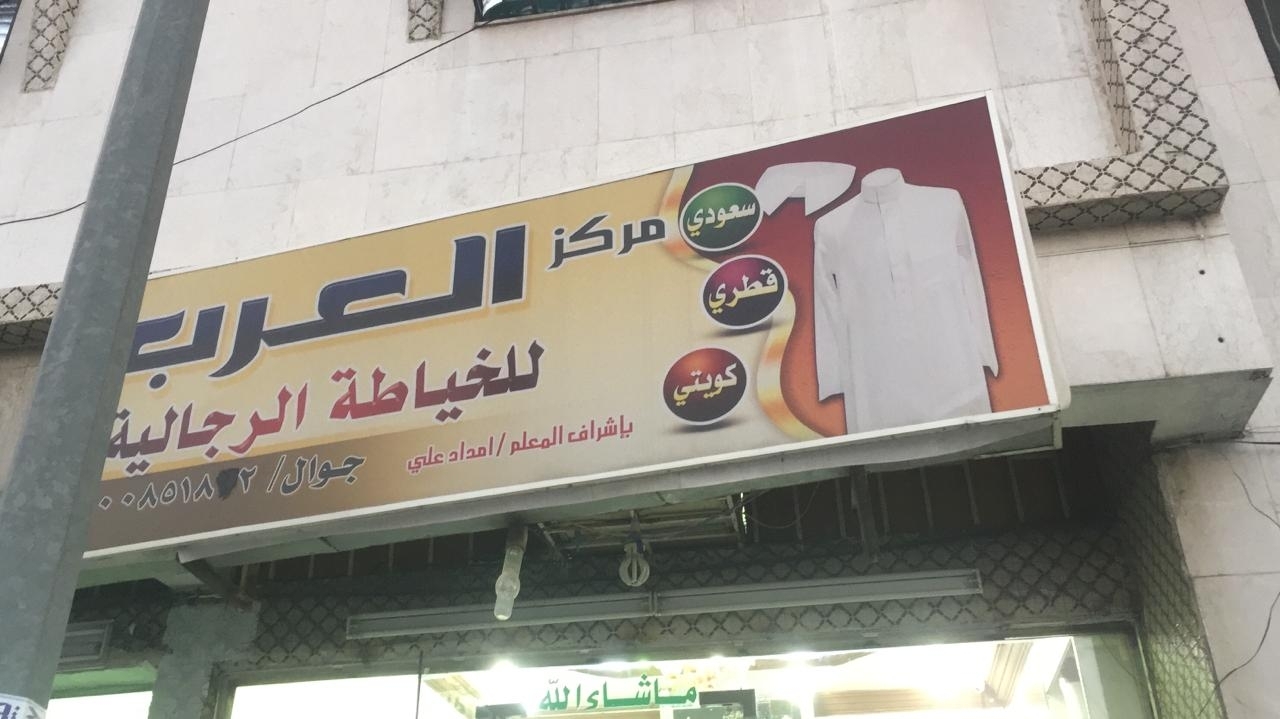 مركز العرب
سعودي
قطري
كويتي
للخياطة الرجالية
بإشراف المعلم / امداد علي
جوال/
ماشاء الله